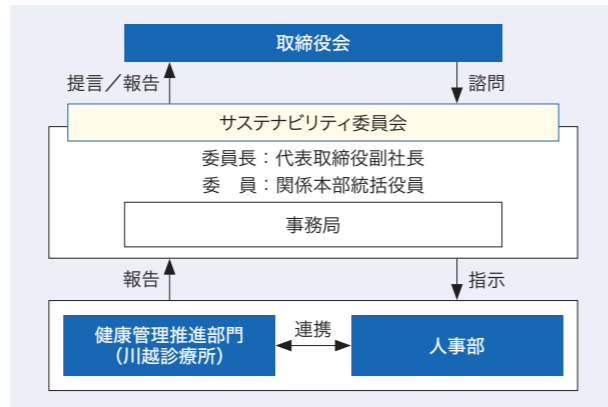 取締役会
提言／報告
諮問
サステナビリティ委員会
委員長：代表取締役副社長
委　員：関係本部統括役員
事務局
報告
指示
健康管理推進部門
（川越診療所）
連携
人事部